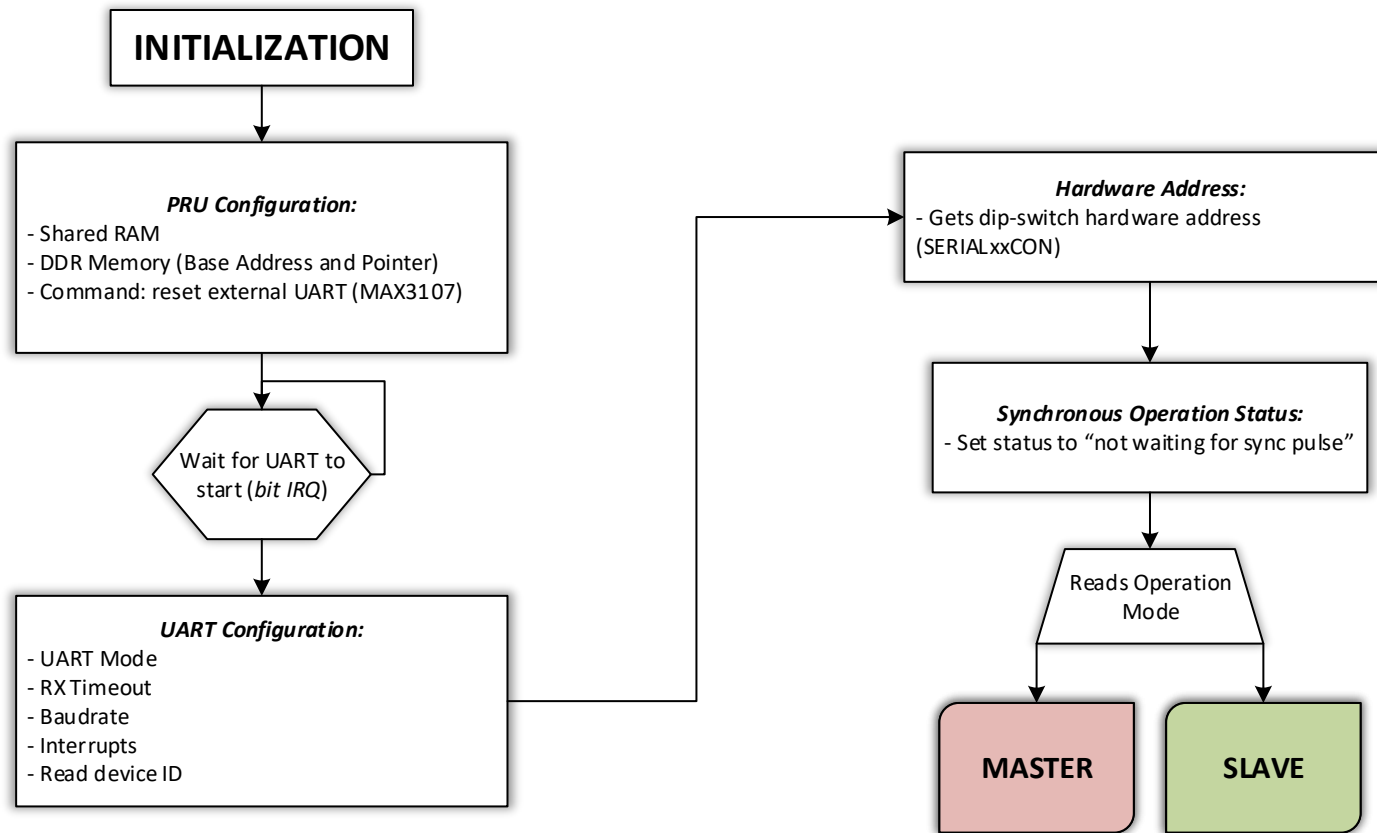 INITIALIZATION
PRU Configuration:
- Shared RAM
- DDR Memory (Base Address and Pointer)
- Command: reset external UART (MAX3107)
Wait for UART to
start (bit IRQ)
UART Configuration:
- UART Mode
- RX Timeout
- Baudrate
- Interrupts
- Read device ID
Hardware Address:
- Gets dip-switch hardware address
(SERIALxxCON)
Synchronous Operation Status:
- Set status to “not waiting for sync pulse”
Reads Operation
Mode
MASTER
SLAVE